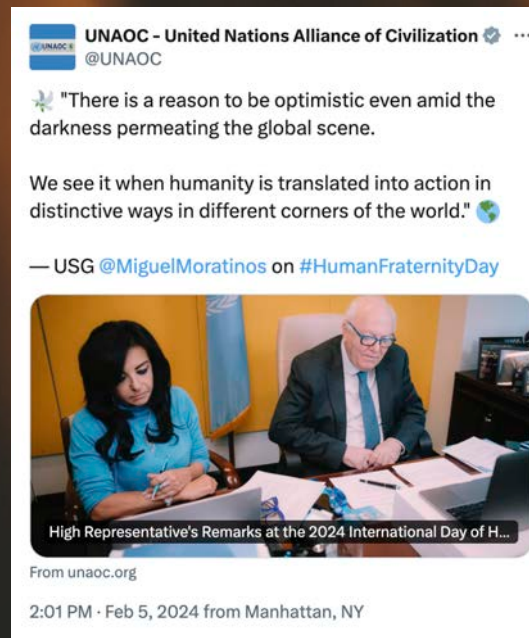 UNAOC
UNAOC - United Nations Alliance of Civilization
@UNAOC
"There is a reason to be optimistic even amid the
darkness permeating the global scene.
We see it when humanity is translated into action in
distinctive ways in different corners of the world."
— USG @MiguelMoratinos on #HumanFraternityDay
High Representative's Remarks at the 2024 International Day of H...
From unaoc.org
2:01 PM · Feb 5, 2024 from Manhattan, NY